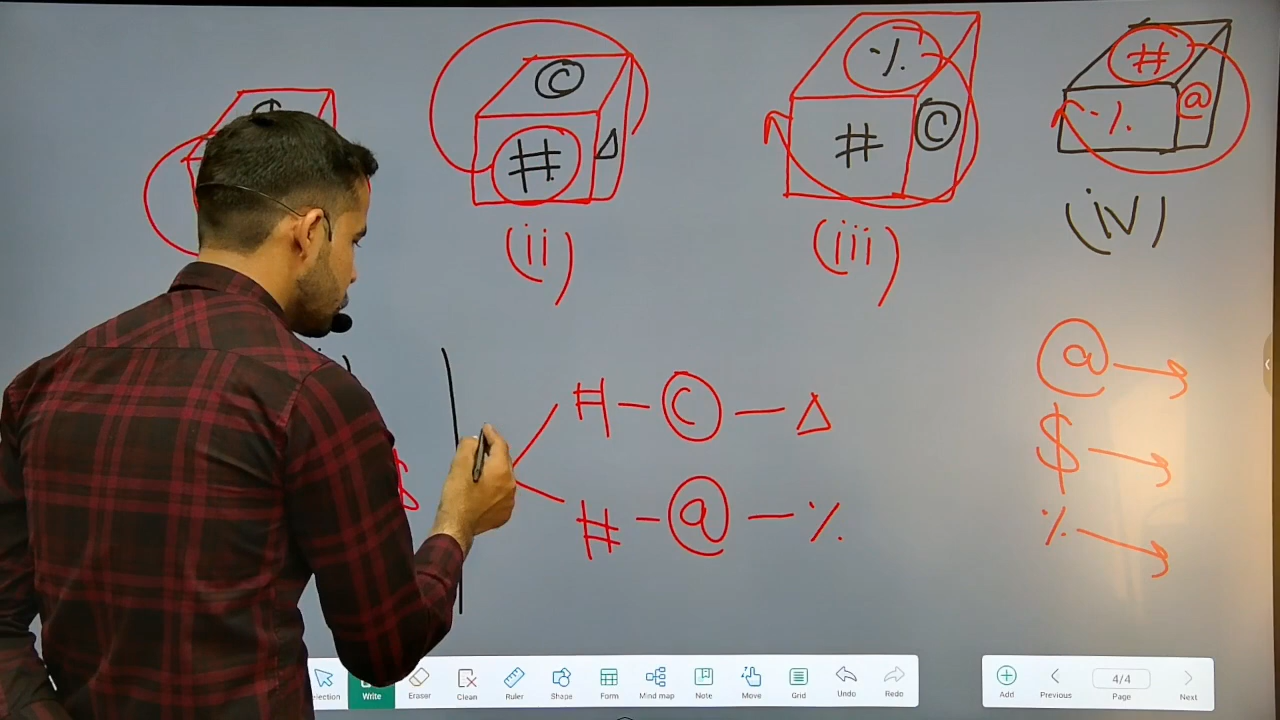 ©
#
Δ
(ii)
%
#
©
(iii)
#
%
@
(iv)
# — © — Δ
# — @ — %
$
@ →
$ →
% →
Write
Eraser
Clean
Ruler
Shape
Form
Mind map
Note
Move
Grid
Undo
Redo
Add
Previous
4/4
Page
Next